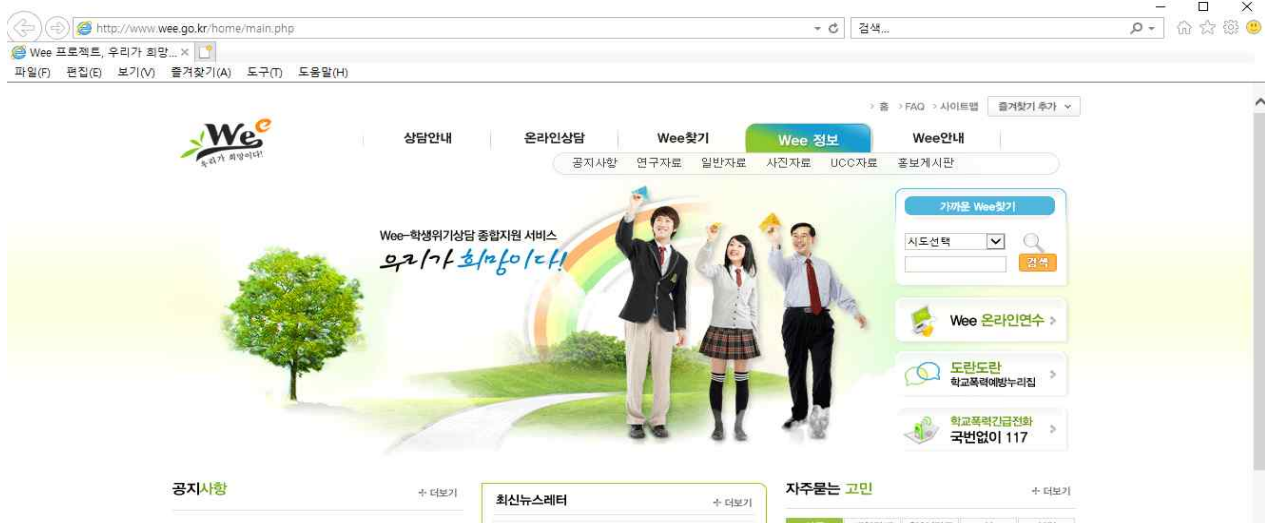 http://www.wee.go.kr/home/main.php
검색...
Wee 프로젝트, 우리가 희망...
파일(F) 편집(E) 보기(V) 즐겨찾기(A) 도구(T) 도움말(H)
홈 FAQ 사이트맵 즐겨찾기 추가
Wee
우리가 희망이다!
상담안내 온라인상담 Wee찾기 Wee 정보 Wee안내
공지사항 연구자료 일반자료 사진자료 UCC자료 홍보게시판
Wee-학생위기상담 종합지원 서비스
우리가 희망이다!
가까운 Wee찾기
시도선택
검색
Wee 온라인연수
도란도란
학교폭력예방누리집
학교폭력긴급전화
국번없이 117
공지사항 더보기
최신뉴스레터 더보기
자주묻는 고민 더보기